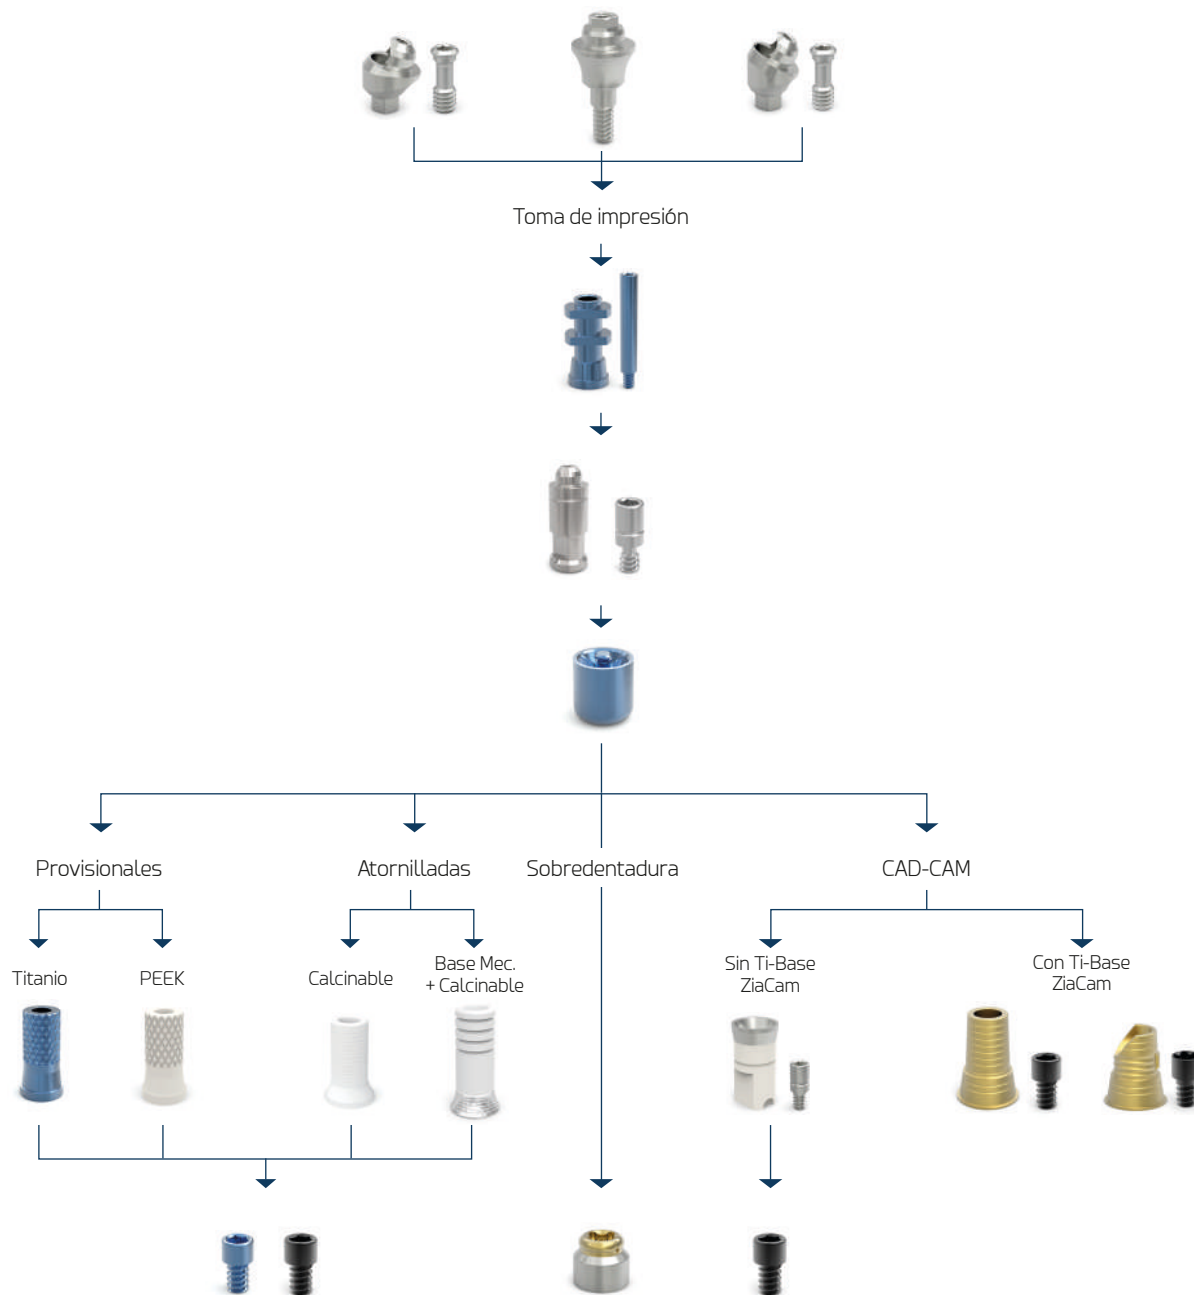 Toma de impresión
Provisionales
Atornilladas
Sobredentadura
CAD-CAM
Titanio
PEEK
Calcinable
Base Mec.
+ Calcinable
Sin Ti-Base
ZiaCam
Con Ti-Base
ZiaCam